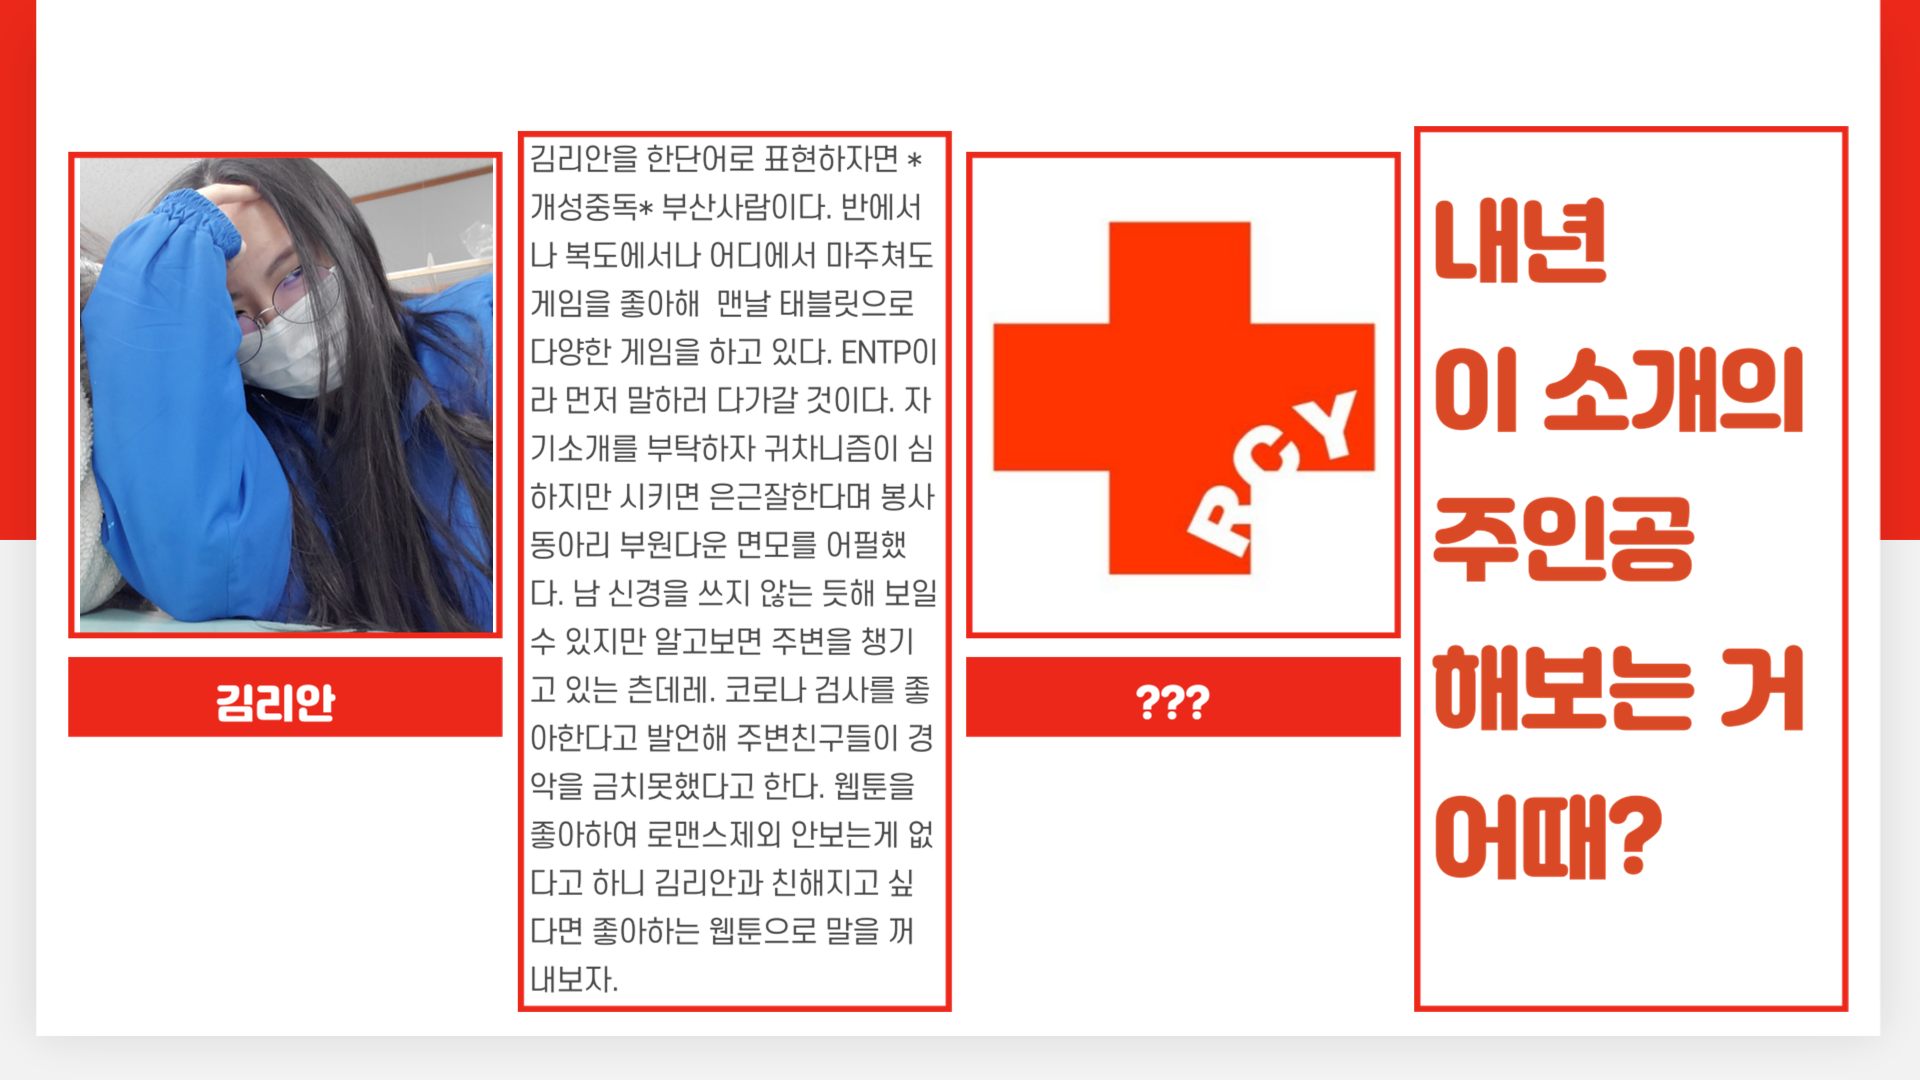 김리안을 한단어로 표현하자면 *
개성중독* 부산사람이다. 반에서
나 복도에서나 어디에서 마주쳐도
게임을 좋아해  맨날 태블릿으로
다양한 게임을 하고 있다. ENTP이
라 먼저 말하러 다가갈 것이다. 자
기소개를 부탁하자 귀차니즘이 심
하지만 시키면 은근잘한다며 봉사
동아리 부원다운 면모를 어필했
다. 남 신경을 쓰지 않는 듯해 보일
수 있지만 알고보면 주변을 챙기
고 있는 츤데레. 코로나 검사를 좋
아한다고 발언해 주변친구들이 경
악을 금치못했다고 한다. 웹툰을
좋아하여 로맨스제외 안보는게 없
다고 하니 김리안과 친해지고 싶
다면 좋아하는 웹툰으로 말을 꺼
내보자.
김리안
RCY
???
내년
이 소개의
주인공
해보는 거
어때?